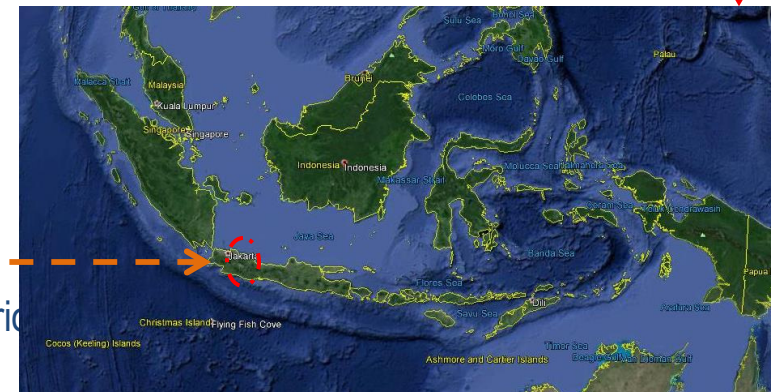 Sulu Sea
Moro Gulf
Davao Gulf
Palau
Malacca Strait
Malaysia
Brunei
Kuala Lumpur
Celebes Sea
Singapore
Singapore
Indonesia Indonesia
Molucca Sea
Makassar Strait
Java Sea
Jakarta
Banda Sea
Papua
Flores Sea
Dili
Arafura Sea
Savu Sea
Christmas Island Flying Fish Cove
Cocos (Keeling) Islands
Timor Sea
Ashmore and Cartier Islands